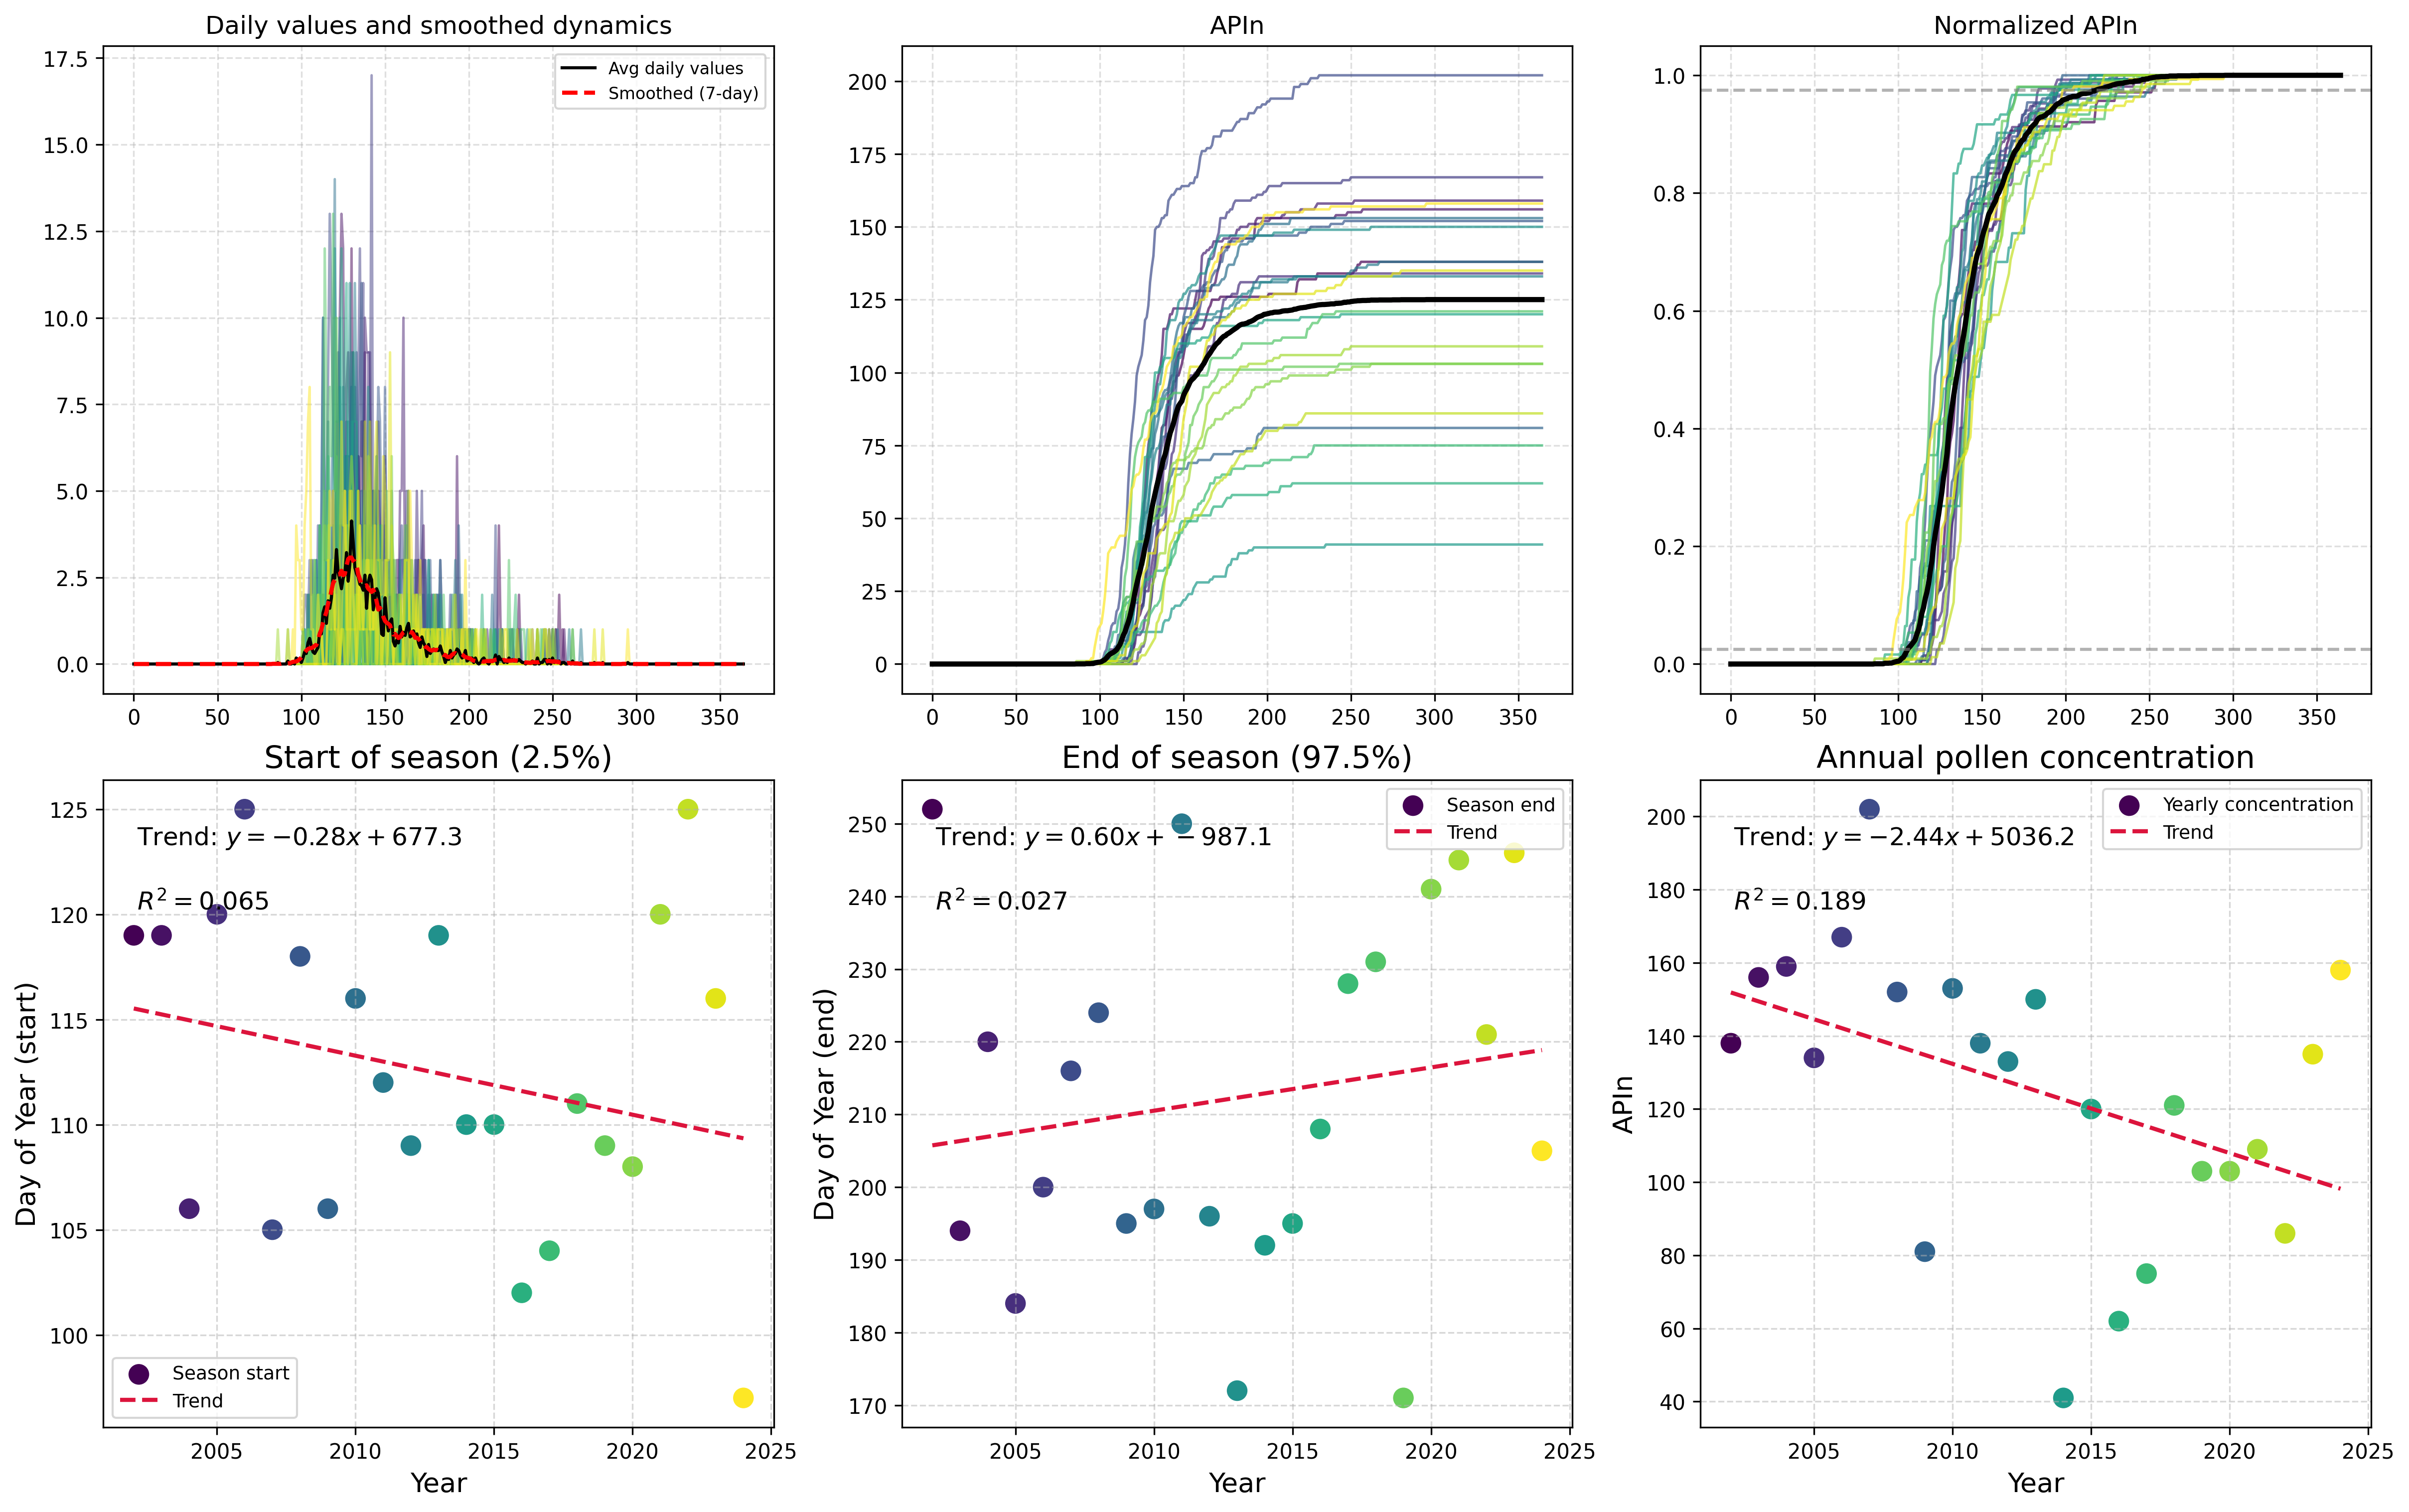 Daily values and smoothed dynamics
Avg daily values
Smoothed (7-day)
17.5
15.0
12.5
10.0
7.5
5.0
2.5
0.0
0 50 100 150 200 250 300 350
APIn
200
175
150
125
100
75
50
25
0
0 50 100 150 200 250 300 350
Normalized APIn
1.0
0.8
0.6
0.4
0.2
0.0
0 50 100 150 200 250 300 350
Start of season (2.5%)
Trend: y = −0.28x + 677.3
R² = 0.065
Day of Year (start)
125
120
115
110
105
100
Season start
Trend
2005 2010 2015 2020 2025
Year
End of season (97.5%)
Season end
Trend
Trend: y = 0.60x + −987.1
R² = 0.027
Day of Year (end)
250
240
230
220
210
200
190
180
170
2005 2010 2015 2020 2025
Year
Annual pollen concentration
Yearly concentration
Trend
Trend: y = −2.44x + 5036.2
R² = 0.189
APIn
200
180
160
140
120
100
80
60
40
2005 2010 2015 2020 2025
Year